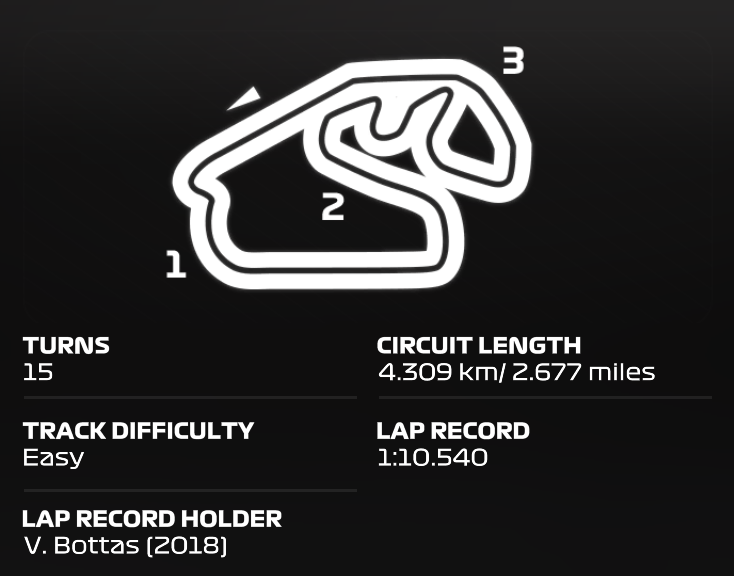 3
2
1
TURNS
15
CIRCUIT LENGTH
4.309 km/ 2.677 miles
TRACK DIFFICULTY
Easy
LAP RECORD
1:10.540
LAP RECORD HOLDER
V. Bottas (2018)